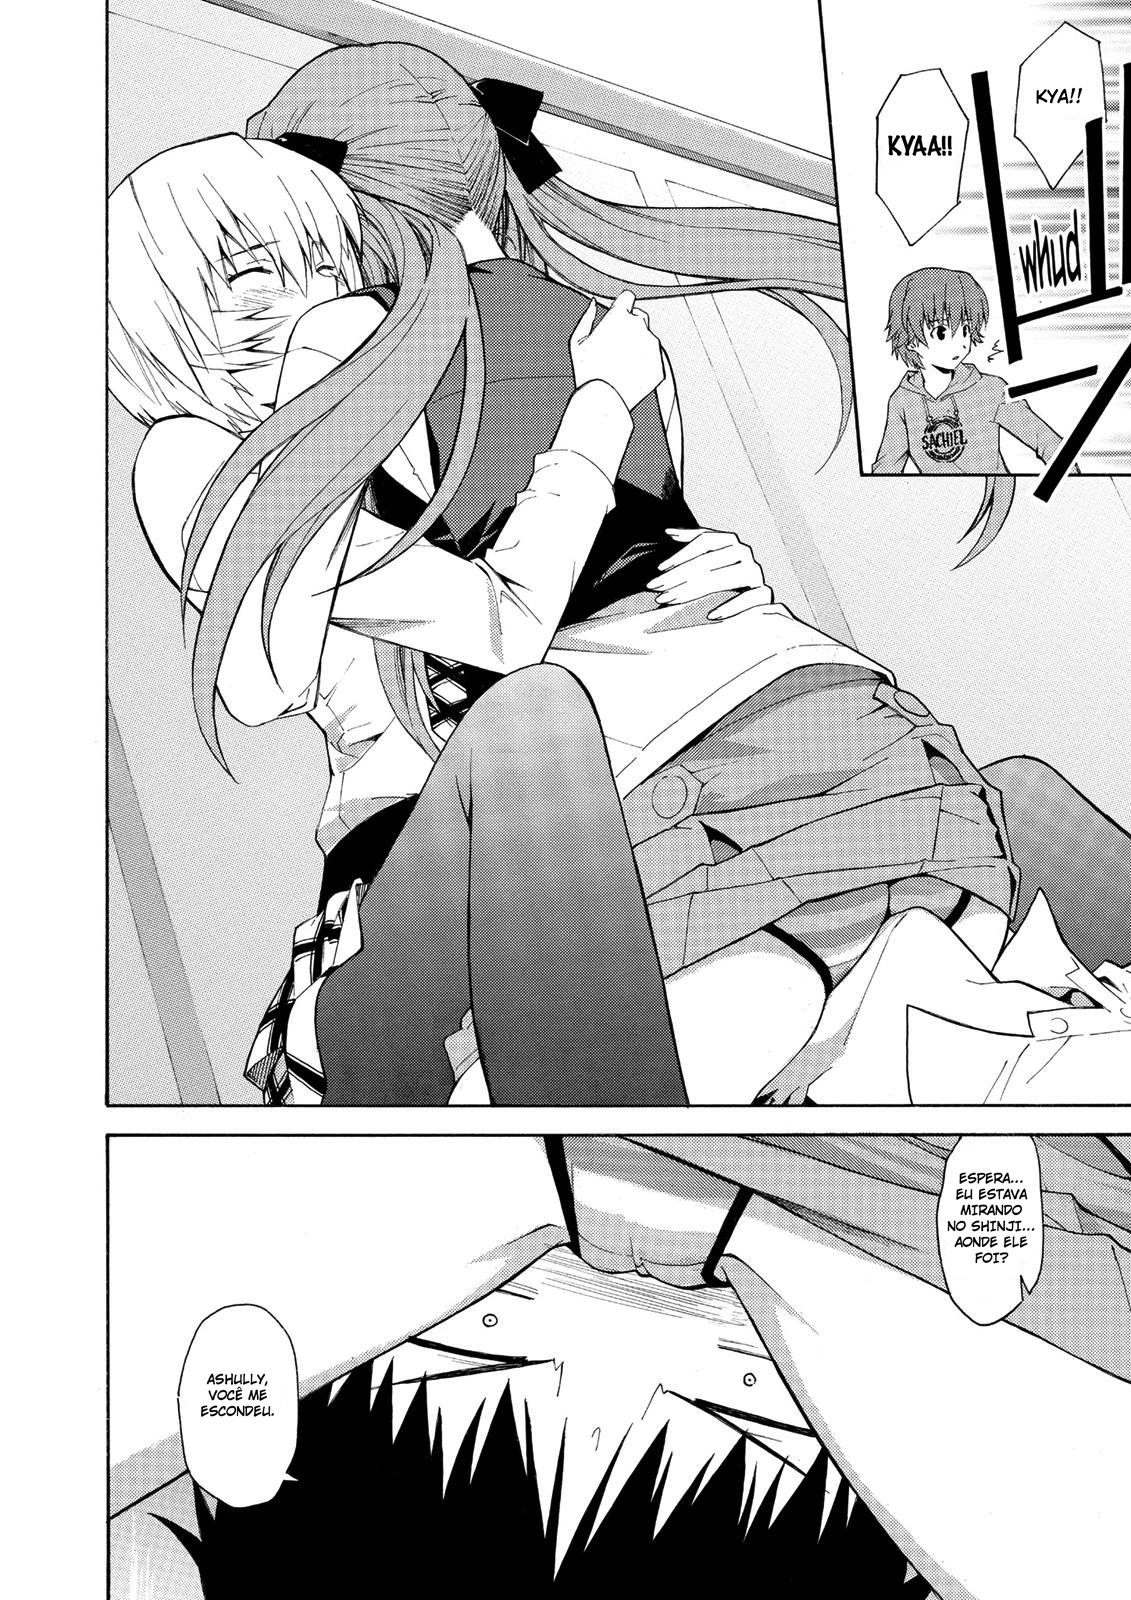 KYA!!
KYAA!!
whud
SACHIEL
ESPERA...
EU ESTAVA
MIRANDO
NO SHINJI...
AONDE ELE
FOI?
ASHULLY,
VOCÊ ME
ESCONDEU.